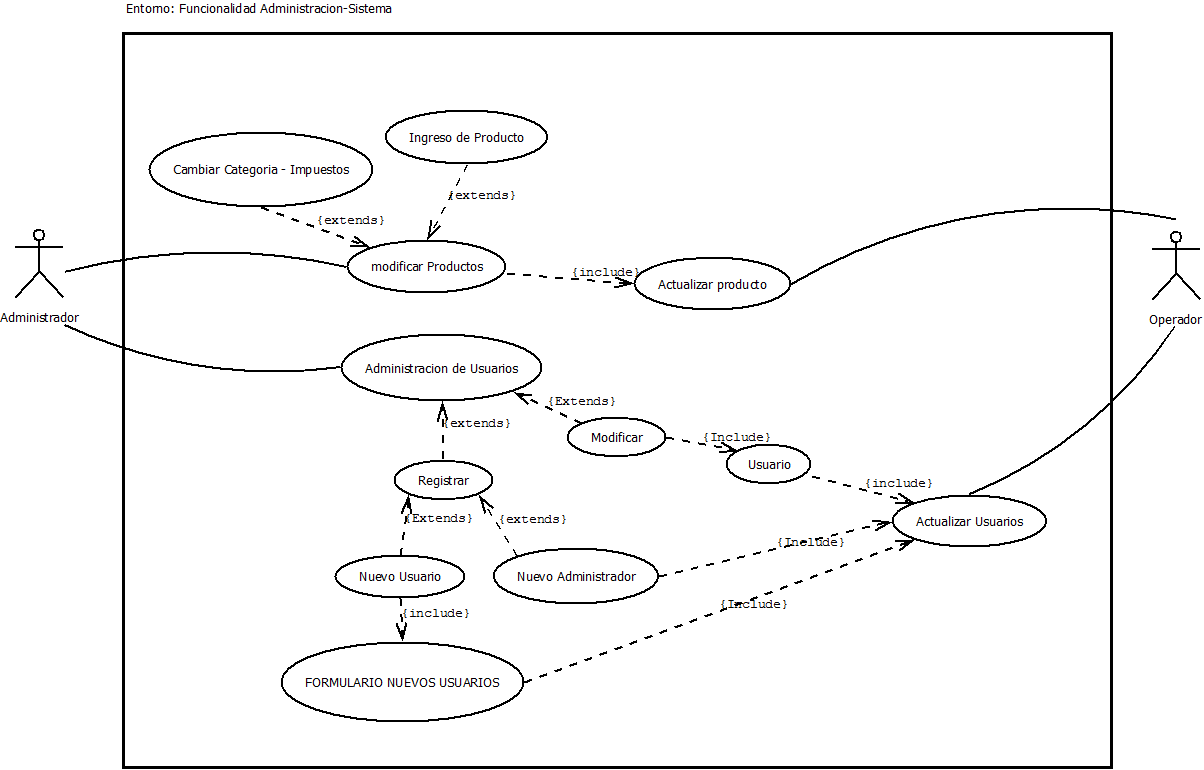 Entorno: Funcionalidad Administracion-Sistema
Ingreso de Producto
Cambiar Categoria - Impuestos
{extends}
{extends}
modificar Productos
{include}
Actualizar producto
Administrador
Operador
Administracion de Usuarios
{Extends}
{extends}
Modificar
{Include}
Usuario
Registrar
{include}
{Extends}
{extends}
Actualizar Usuarios
{Include}
Nuevo Usuario
Nuevo Administrador
{Include}
{include}
FORMULARIO NUEVOS USUARIOS